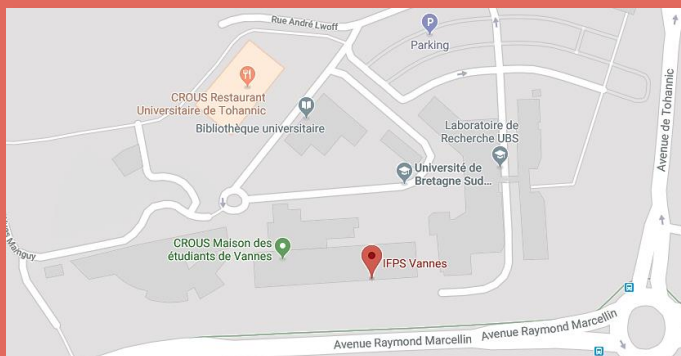 Rue André Lwoff
Parking
CROUS Restaurant
Universitaire de Tohannic
Bibliothèque universitaire
Laboratoire de
Recherche UBS
Avenue de Tohannic
Université de
Bretagne Sud...
Mainguy
CROUS Maison des
étudiants de Vannes
IFPS Vannes
Avenue Raymond Marcellin
Avenue Raymond Marcellin